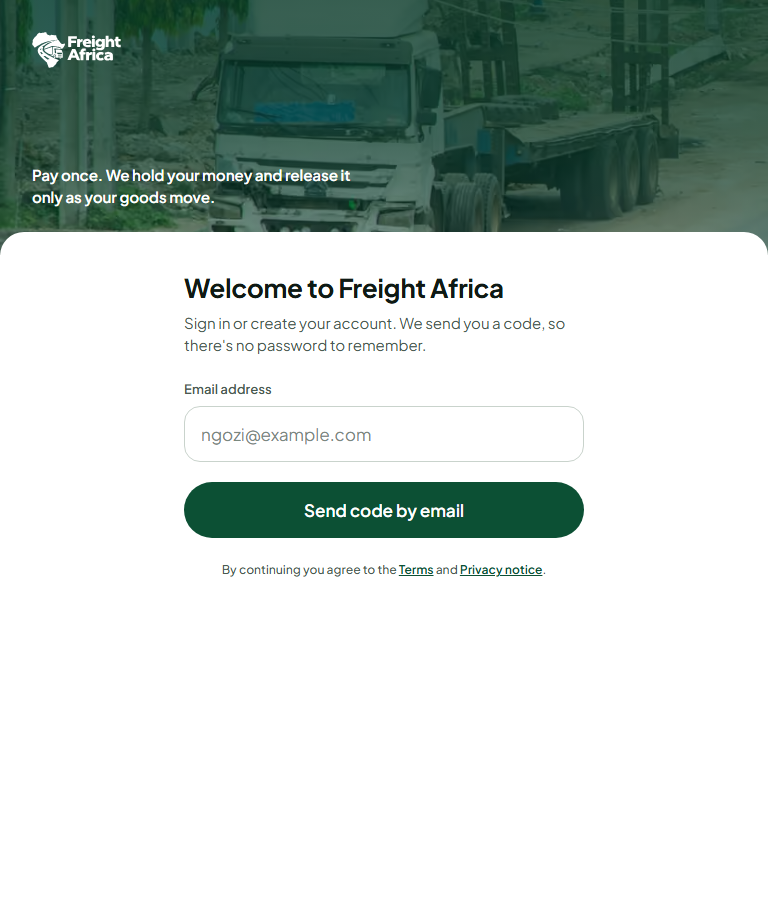 Freight
Africa
Pay once. We hold your money and release it
only as your goods move.
Welcome to Freight Africa
Sign in or create your account. We send you a code, so
there's no password to remember.
Email address
ngozi@example.com
Send code by email
By continuing you agree to the Terms and Privacy notice.